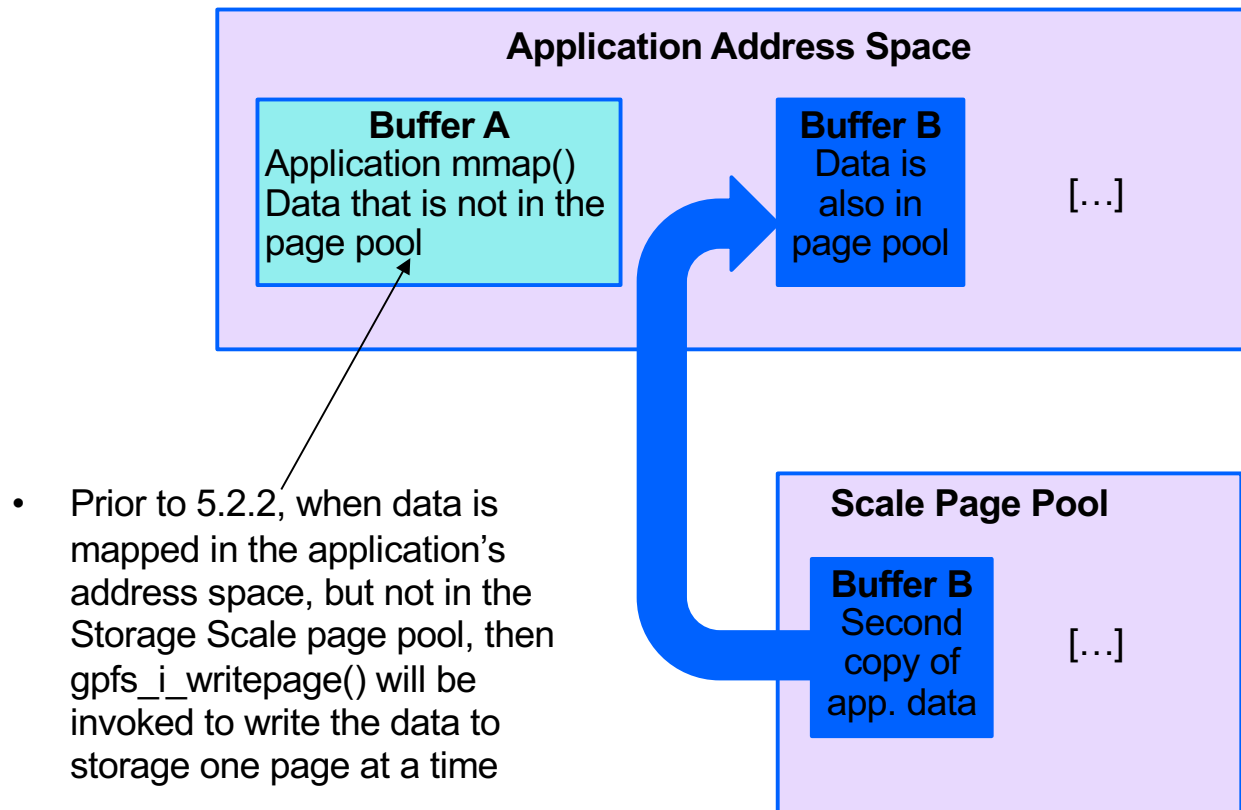 Application Address Space
Buffer A
Application mmap()
Data that is not in the
page pool
Buffer B
Data is
also in
page pool
[…]
• Prior to 5.2.2, when data is
mapped in the application’s
address space, but not in the
Storage Scale page pool, then
gpfs_i_writepage() will be
invoked to write the data to
storage one page at a time
Scale Page Pool
Buffer B
Second
copy of
app. data
[…]